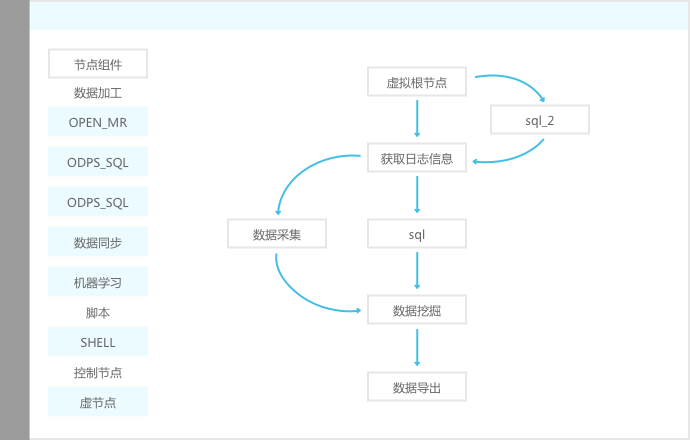 节点组件
数据加工
OPEN_MR
ODPS_SQL
ODPS_SQL
数据同步
机器学习
脚本
SHELL
控制节点
虚节点
虚拟根节点
sql_2
获取日志信息
数据采集
sql
数据挖掘
数据导出